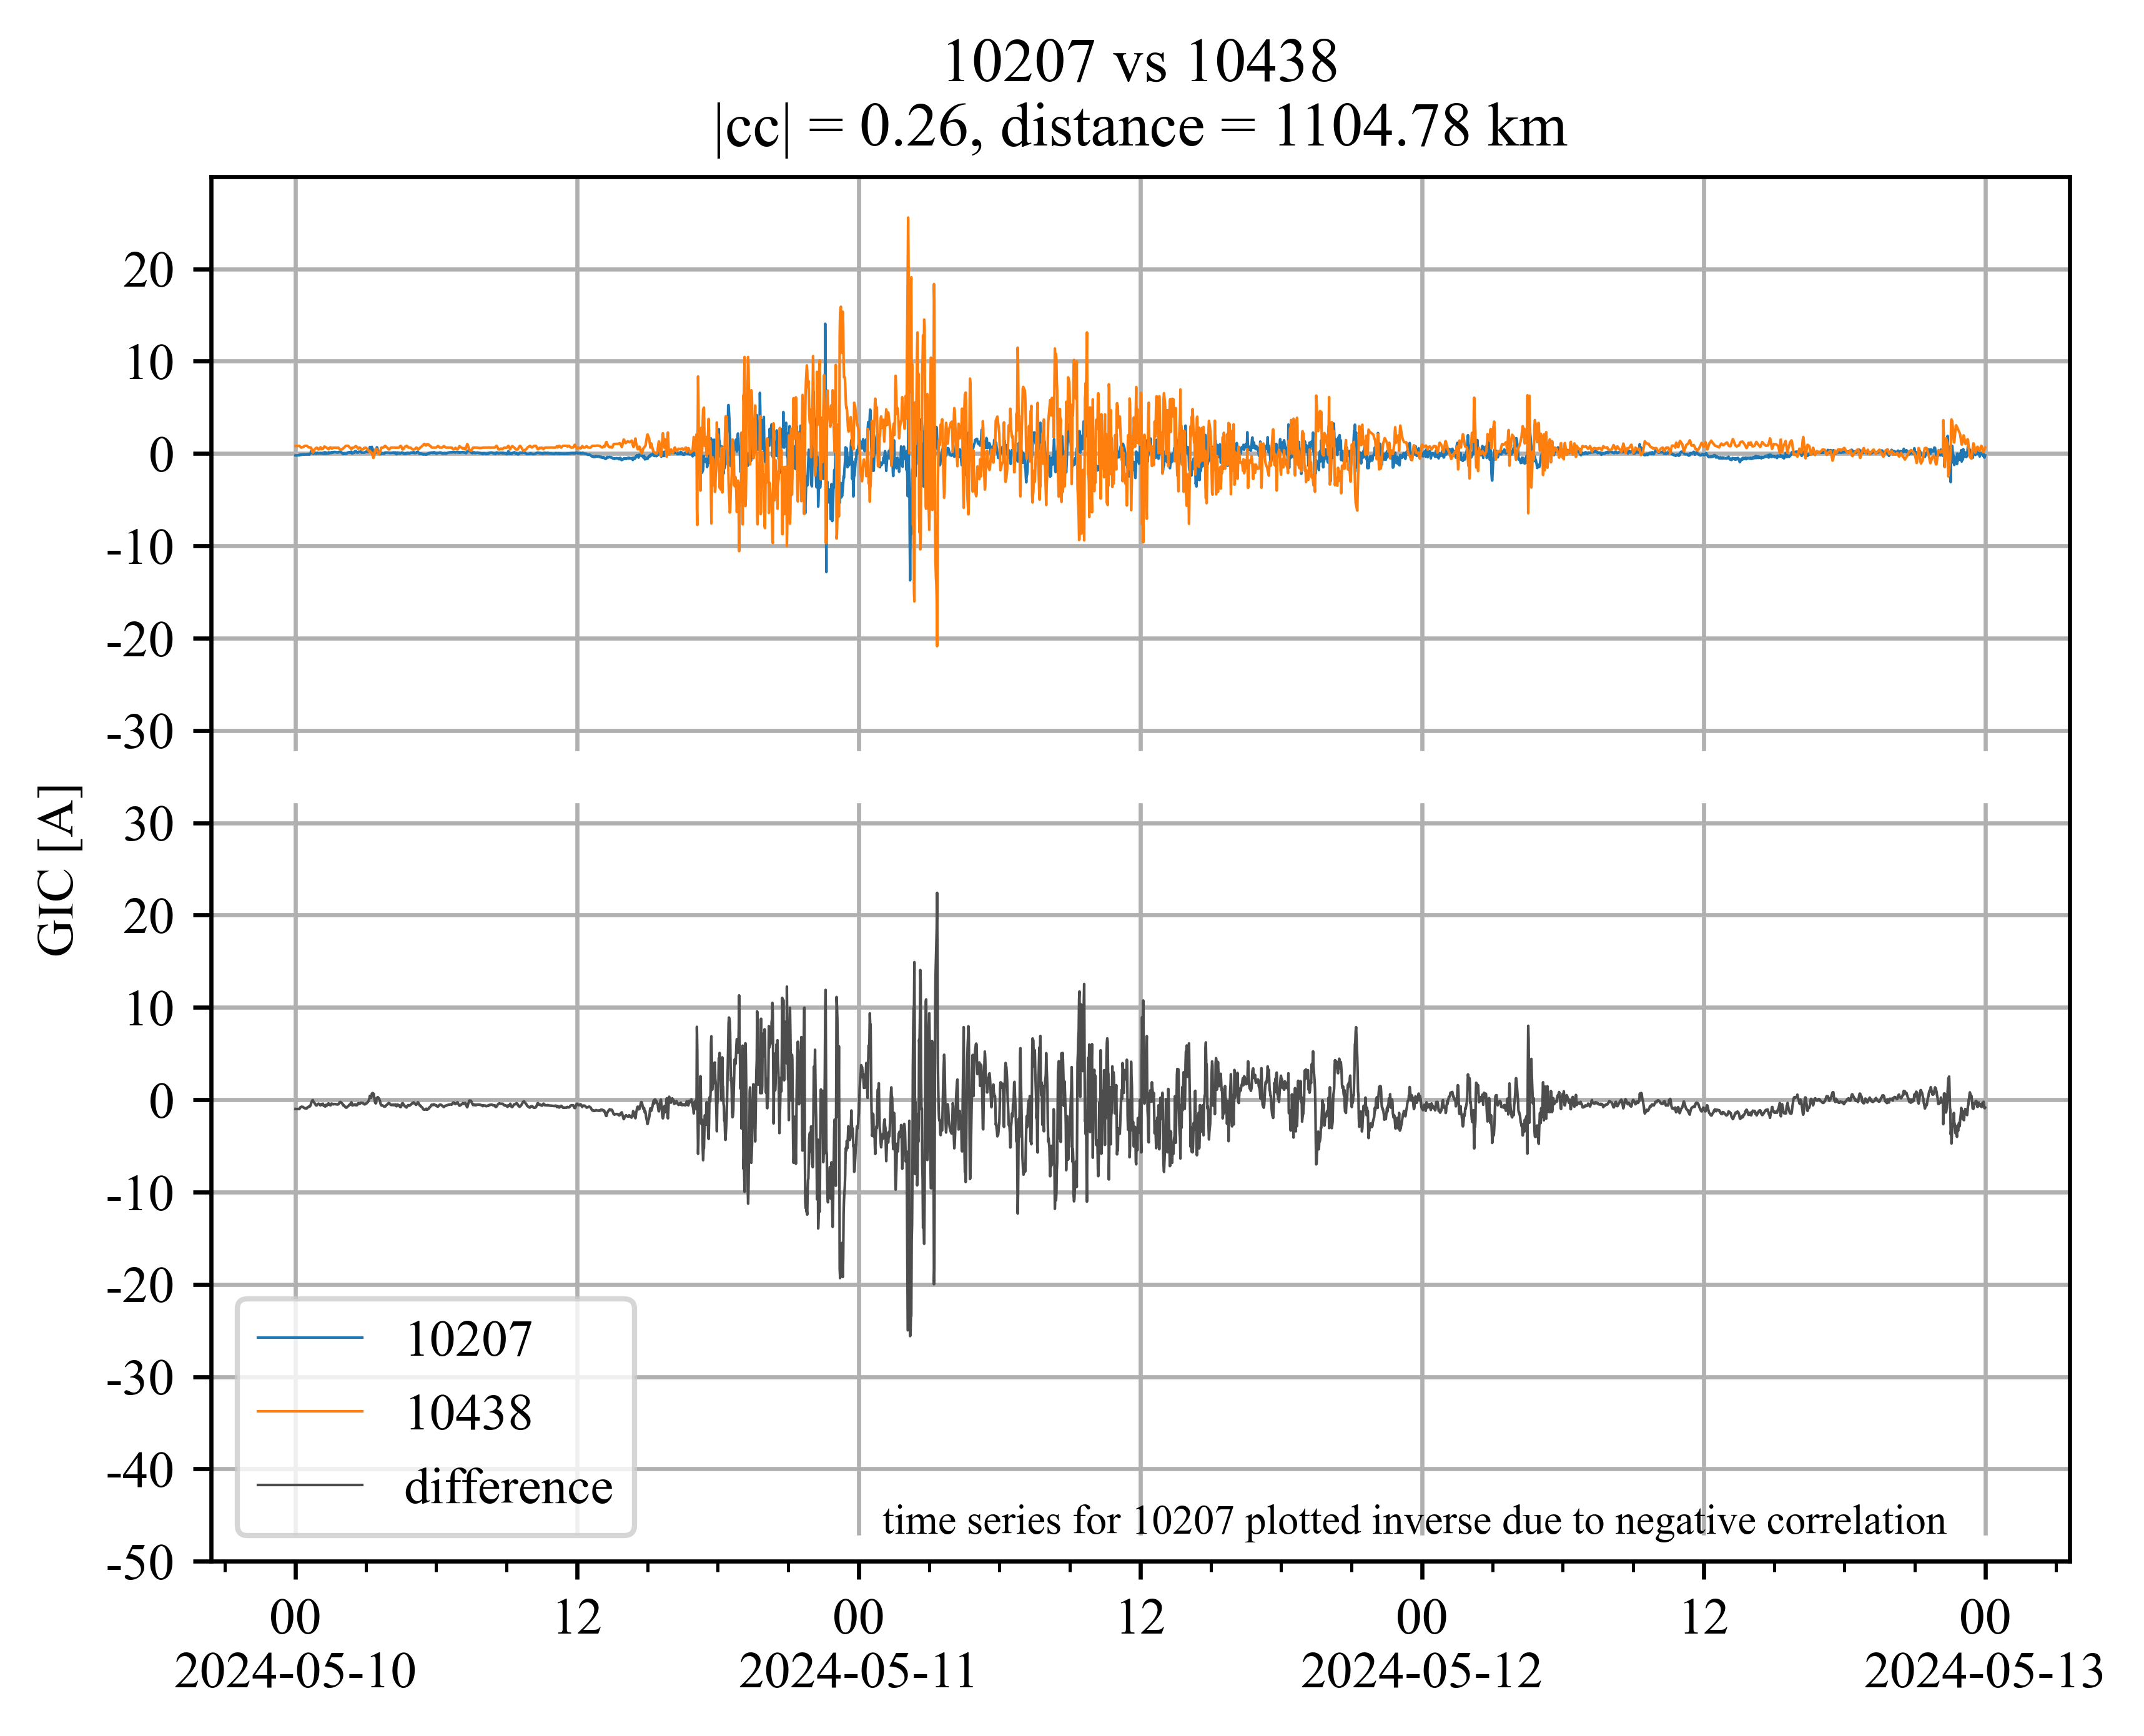 10207 vs 10438
|cc| = 0.26, distance = 1104.78 km
20
10
0
-10
-20
-30
GIC [A]
30
20
10
0
-10
-20
-30
-40
-50
10207
10438
difference
time series for 10207 plotted inverse due to negative correlation
00 12 00 12 00 12 00
2024-05-10 2024-05-11 2024-05-12 2024-05-13